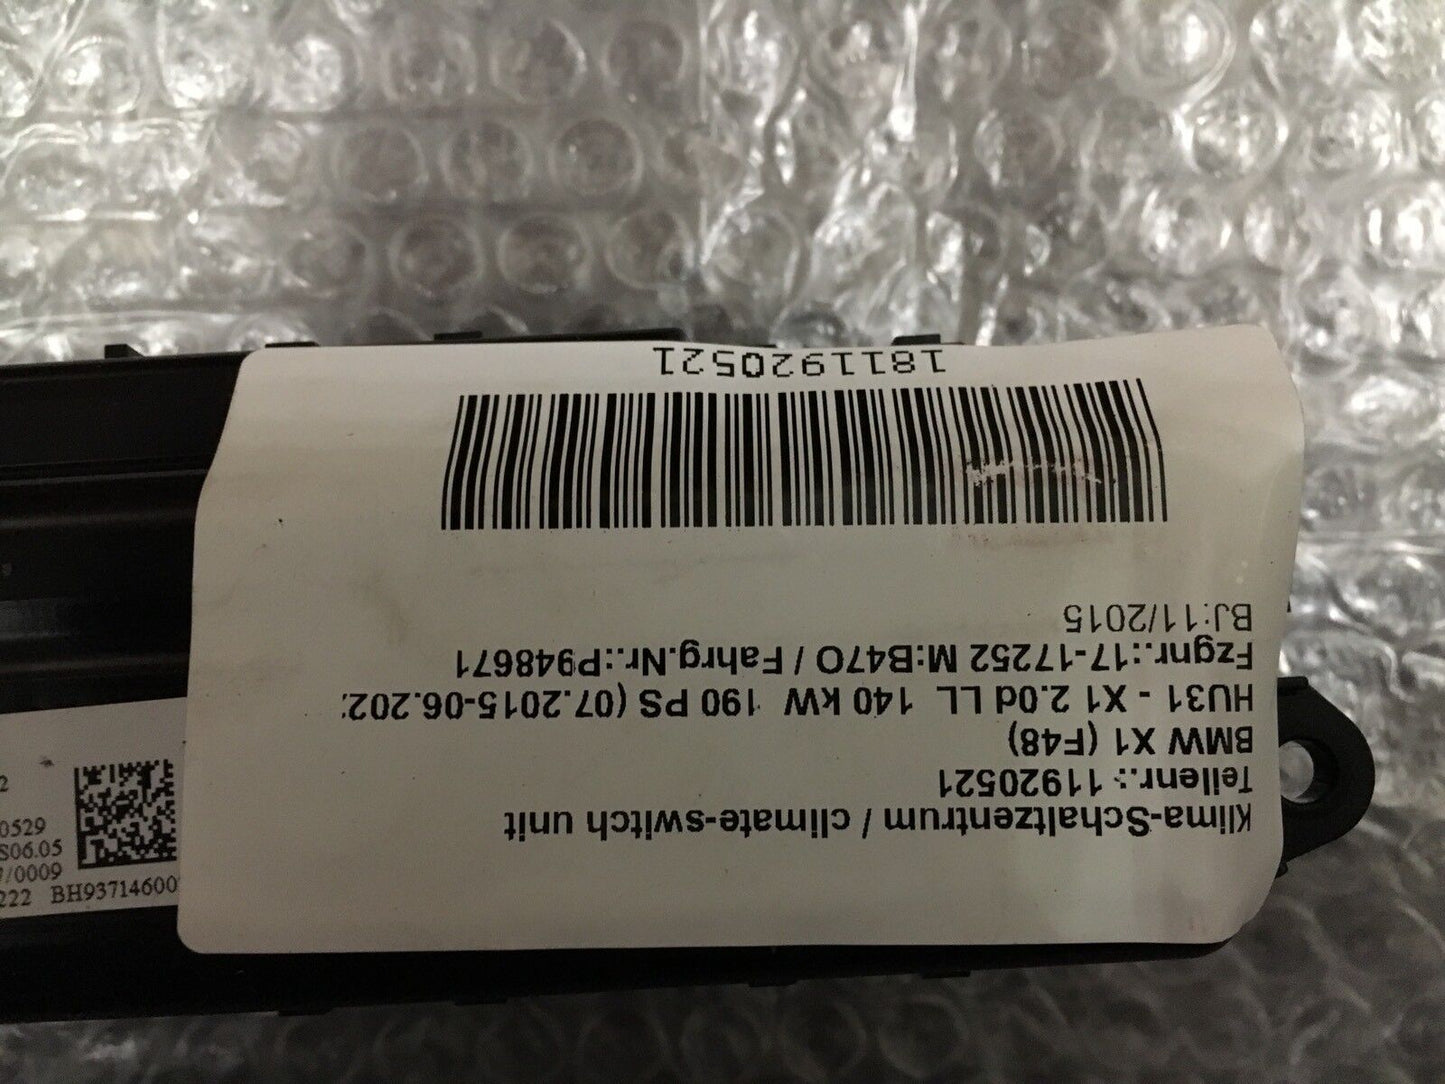 Klima-Schaltzentrum / climate-switch unit
Teilenr.: 11920521
BMW X1 (F48)
HU31 - X1 2.0d LL 140 kW 190 PS (07.2015-06.202
Fzgnr.:17-17252 M:B47O / Fahrg.Nr.:P948671
BJ:11/2015
1811920521
2
0529
S06.05
/0009
222 BH93714600